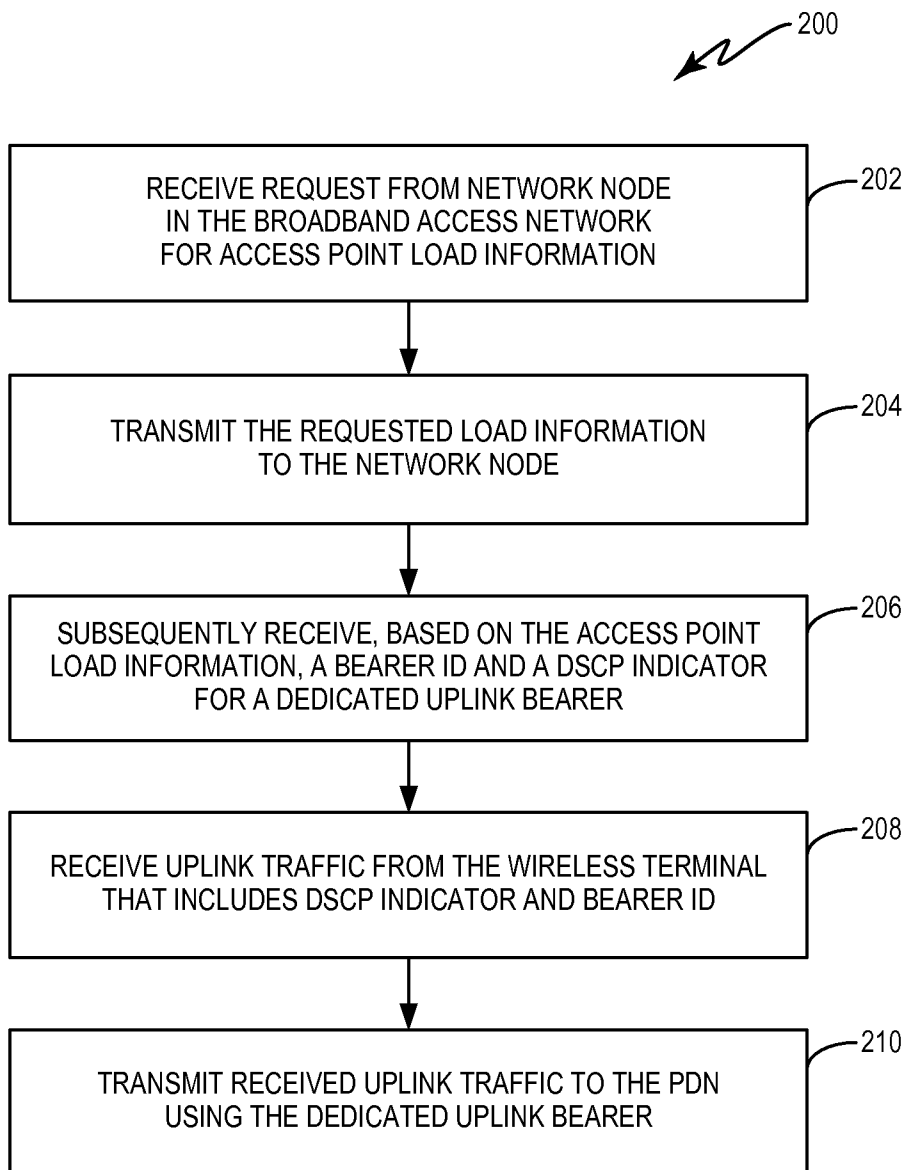 200
RECEIVE REQUEST FROM NETWORK NODE
IN THE BROADBAND ACCESS NETWORK
FOR ACCESS POINT LOAD INFORMATION
202
TRANSMIT THE REQUESTED LOAD INFORMATION
TO THE NETWORK NODE
204
SUBSEQUENTLY RECEIVE, BASED ON THE ACCESS POINT
LOAD INFORMATION, A BEARER ID AND A DSCP INDICATOR
FOR A DEDICATED UPLINK BEARER
206
RECEIVE UPLINK TRAFFIC FROM THE WIRELESS TERMINAL
THAT INCLUDES DSCP INDICATOR AND BEARER ID
208
TRANSMIT RECEIVED UPLINK TRAFFIC TO THE PDN
USING THE DEDICATED UPLINK BEARER
210